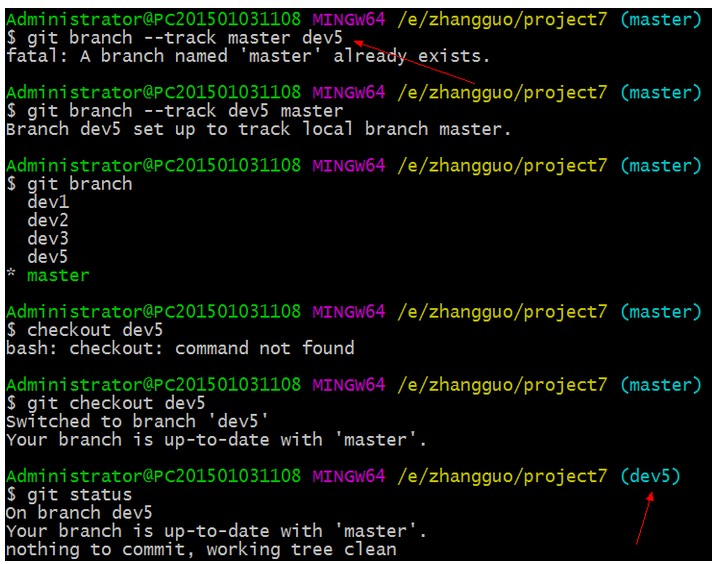 Administrator@PC201501031108 MINGW64 /e/zhangguo/project7 (master)
$ git branch --track master dev5
fatal: A branch named 'master' already exists.
Administrator@PC201501031108 MINGW64 /e/zhangguo/project7 (master)
$ git branch --track dev5 master
Branch dev5 set up to track local branch master.
Administrator@PC201501031108 MINGW64 /e/zhangguo/project7 (master)
$ git branch
  dev1
  dev2
  dev3
  dev5
* master
Administrator@PC201501031108 MINGW64 /e/zhangguo/project7 (master)
$ checkout dev5
bash: checkout: command not found
Administrator@PC201501031108 MINGW64 /e/zhangguo/project7 (master)
$ git checkout dev5
Switched to branch 'dev5'
Your branch is up-to-date with 'master'.
Administrator@PC201501031108 MINGW64 /e/zhangguo/project7 (dev5)
$ git status
On branch dev5
Your branch is up-to-date with 'master'.
nothing to commit, working tree clean